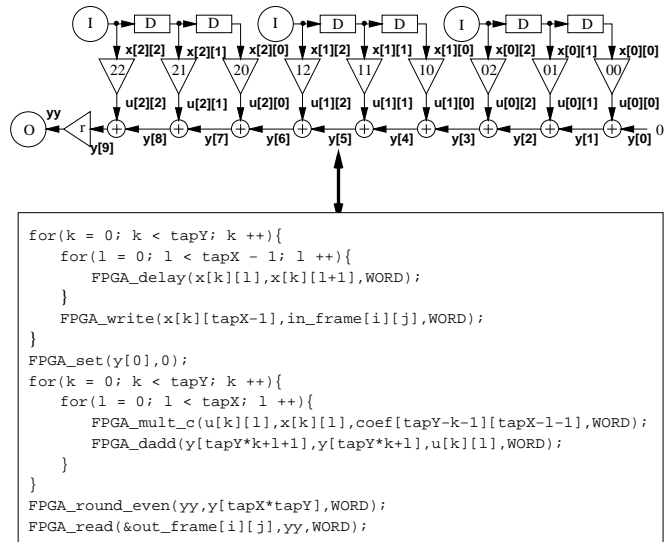 I D D I D D I D D
x[2][2] x[2][1] x[2][0] x[1][2] x[1][1] x[1][0] x[0][2] x[0][1] x[0][0]
22 21 20 12 11 10 02 01 00
u[2][2] u[2][1] u[2][0] u[1][2] u[1][1] u[1][0] u[0][2] u[0][1] u[0][0]
yy
O r + + + + + + + + + 0
y[9] y[8] y[7] y[6] y[5] y[4] y[3] y[2] y[1] y[0]
for(k = 0; k < tapY; k ++){
for(l = 0; l < tapX - 1; l ++){
FPGA_delay(x[k][l],x[k][l+1],WORD);
}
FPGA_write(x[k][tapX-1],in_frame[i][j],WORD);
}
FPGA_set(y[0],0);
for(k = 0; k < tapY; k ++){
for(l = 0; l < tapX; l ++){
FPGA_mult_c(u[k][l],x[k][l],coef[tapY-k-1][tapX-l-1],WORD);
FPGA_dadd(y[tapY*k+l+1],y[tapY*k+l],u[k][l],WORD);
}
}
FPGA_round_even(yy,y[tapX*tapY],WORD);
FPGA_read(&out_frame[i][j],yy,WORD);